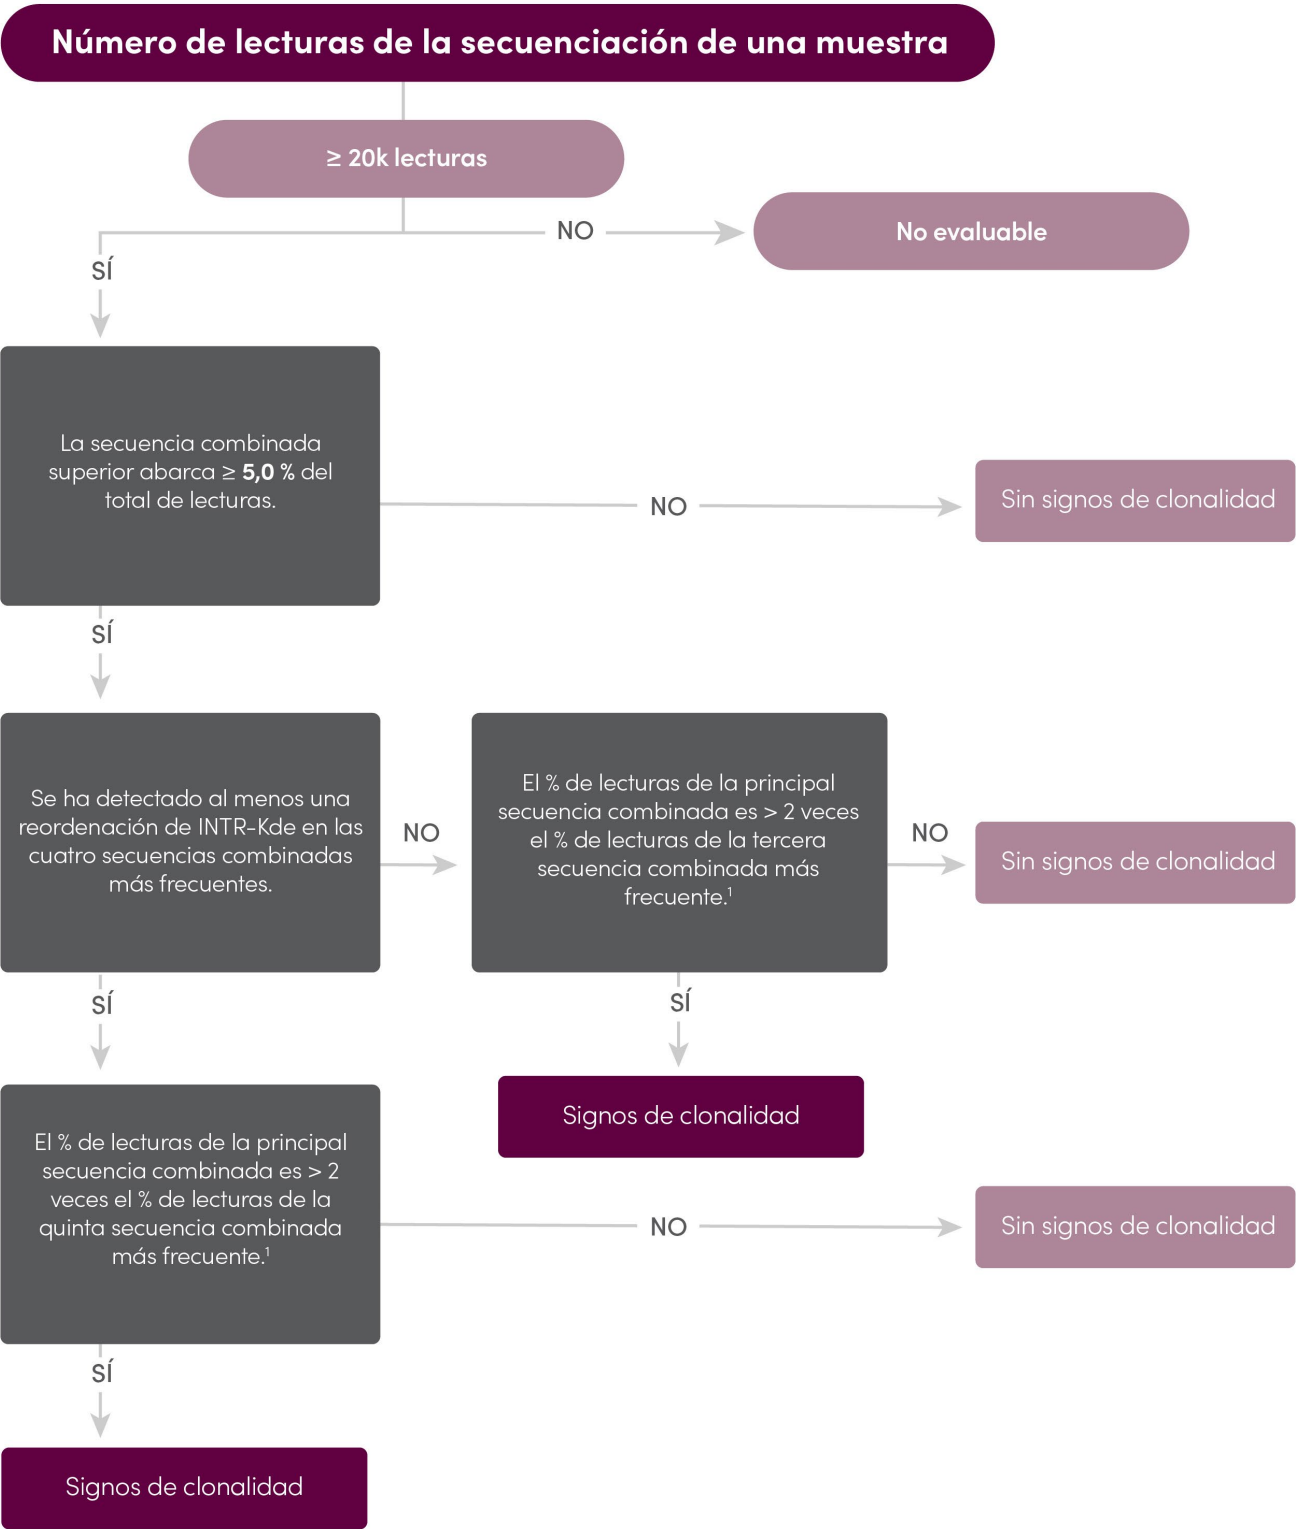 Número de lecturas de la secuenciación de una muestra
≥ 20k lecturas
NO
No evaluable
SÍ
La secuencia combinada
superior abarca ≥ 5,0 % del
total de lecturas.
NO
Sin signos de clonalidad
SÍ
Se ha detectado al menos una
reordenación de INTR-Kde en las
cuatro secuencias combinadas
más frecuentes.
NO
El % de lecturas de la principal
secuencia combinada es > 2 veces
el % de lecturas de la tercera
secuencia combinada más
frecuente.¹
NO
Sin signos de clonalidad
SÍ
SÍ
Signos de clonalidad
El % de lecturas de la principal
secuencia combinada es > 2
veces el % de lecturas de la
quinta secuencia combinada
más frecuente.¹
NO
Sin signos de clonalidad
SÍ
Signos de clonalidad